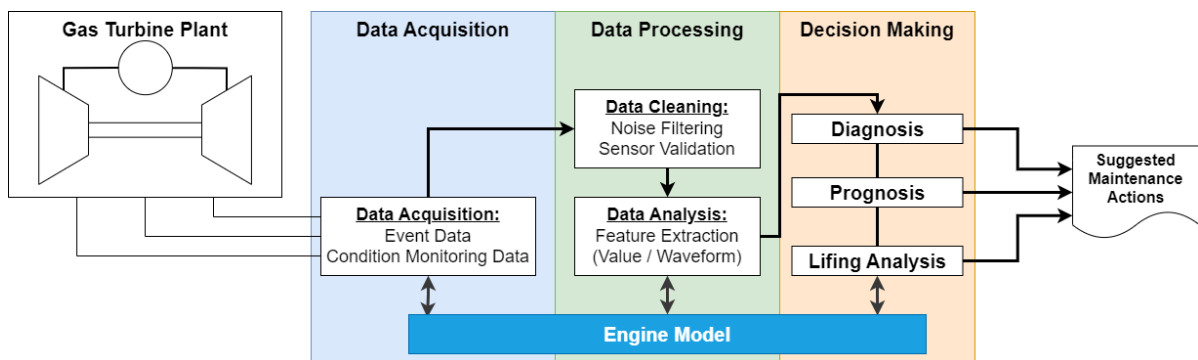 Gas Turbine Plant
Data Acquisition
Data Processing
Decision Making
Data Acquisition:
Event Data
Condition Monitoring Data
Data Cleaning:
Noise Filtering
Sensor Validation
Data Analysis:
Feature Extraction
(Value / Waveform)
Diagnosis
Prognosis
Lifing Analysis
Suggested
Maintenance
Actions
Engine Model